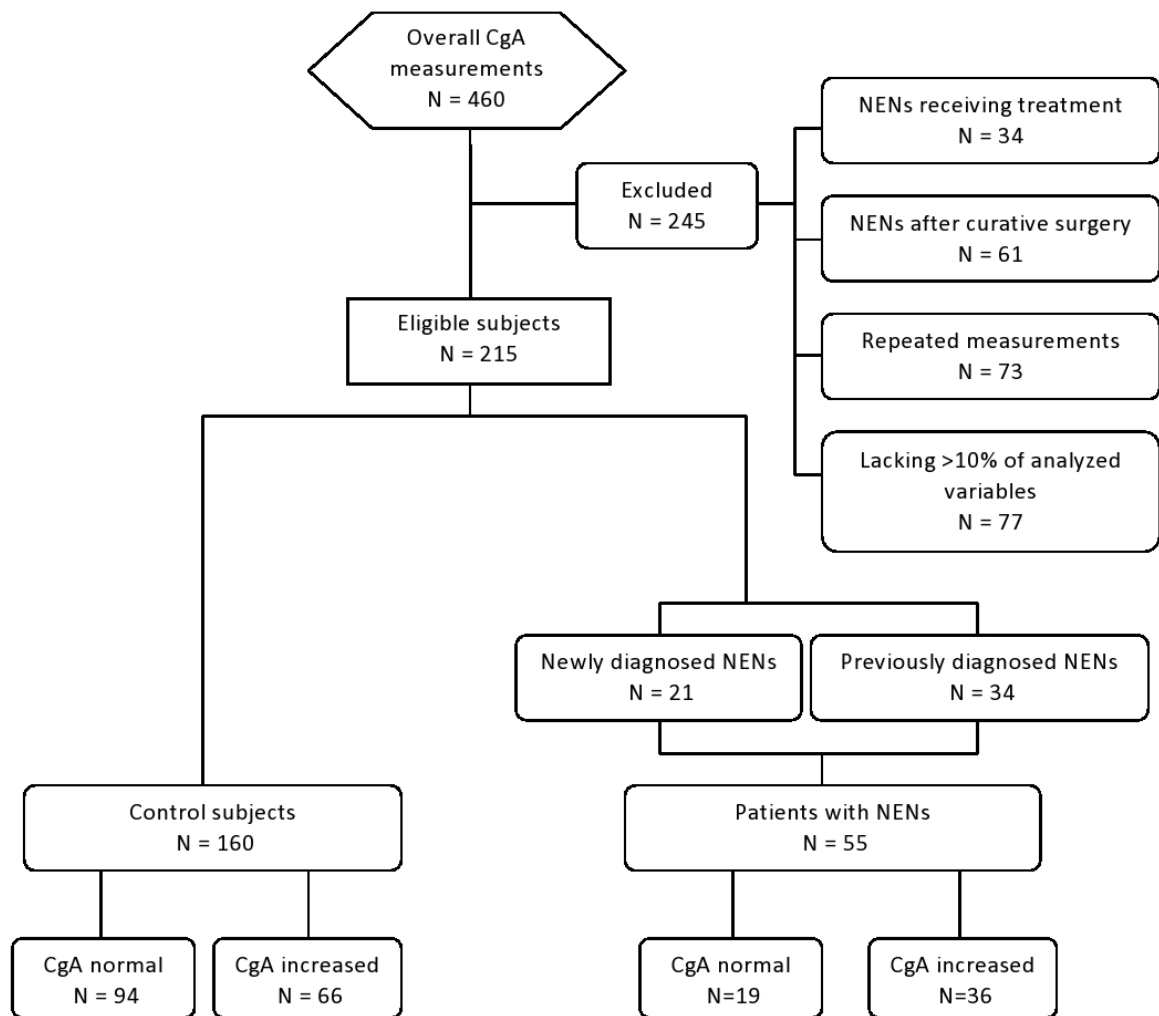 Overall CgA
measurements
N = 460
NENs receiving treatment
N = 34
Excluded
N = 245
NENs after curative surgery
N = 61
Eligible subjects
N = 215
Repeated measurements
N = 73
Lacking >10% of analyzed
variables
N = 77
Newly diagnosed NENs
N = 21
Previously diagnosed NENs
N = 34
Control subjects
N = 160
Patients with NENs
N = 55
CgA normal
N = 94
CgA increased
N = 66
CgA normal
N=19
CgA increased
N=36